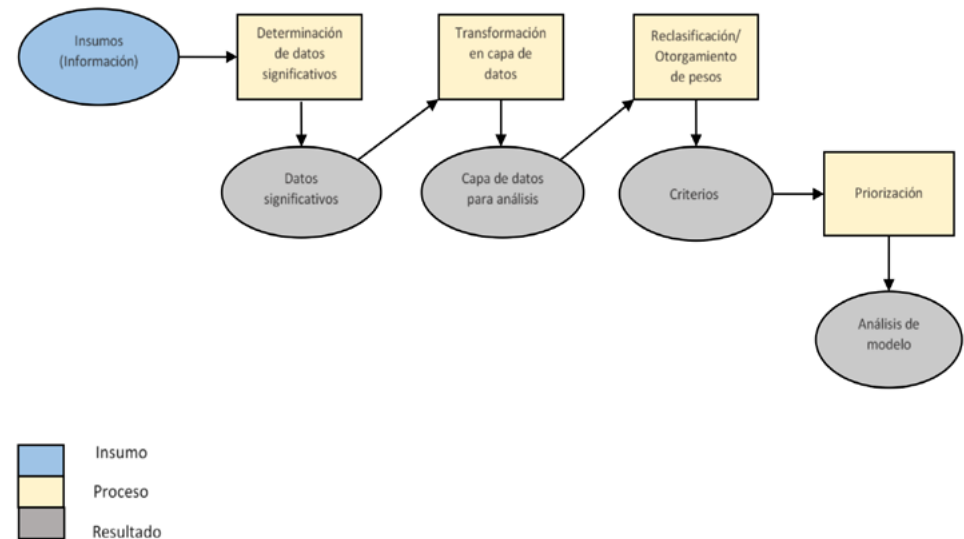 Insumos
(Información)
Determinación
de datos
significativos
Transformación
en capa de
datos
Reclasificación/
Otorgamiento
de pesos
Datos
significativos
Capa de datos
para análisis
Criterios
Priorización
Análisis de
modelo
Insumo
Proceso
Resultado